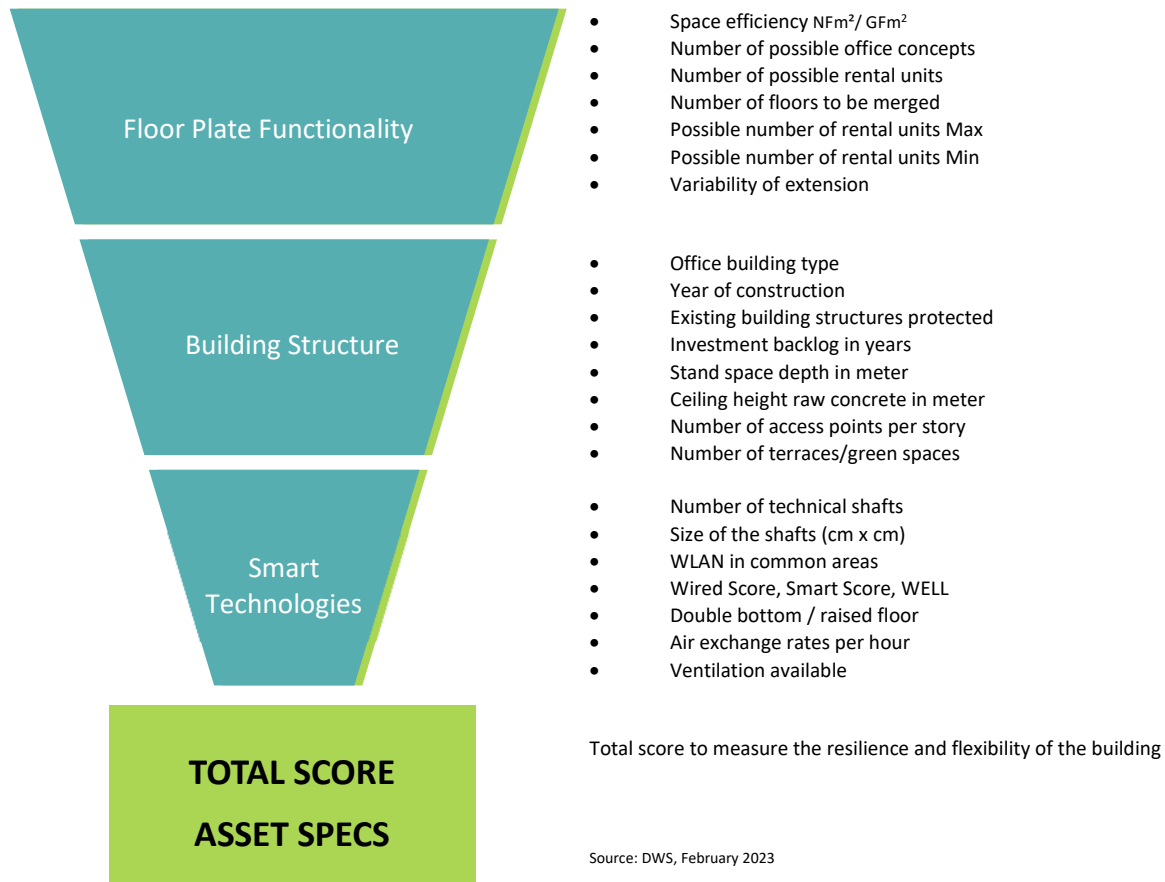 Floor Plate Functionality
• Space efficiency NFm²/ GFm²
• Number of possible office concepts
• Number of possible rental units
• Number of floors to be merged
• Possible number of rental units Max
• Possible number of rental units Min
• Variability of extension
Building Structure
• Office building type
• Year of construction
• Existing building structures protected
• Investment backlog in years
• Stand space depth in meter
• Ceiling height raw concrete in meter
• Number of access points per story
• Number of terraces/green spaces
Smart
Technologies
• Number of technical shafts
• Size of the shafts (cm x cm)
• WLAN in common areas
• Wired Score, Smart Score, WELL
• Double bottom / raised floor
• Air exchange rates per hour
• Ventilation available
TOTAL SCORE
ASSET SPECS
Total score to measure the resilience and flexibility of the building
Source: DWS, February 2023